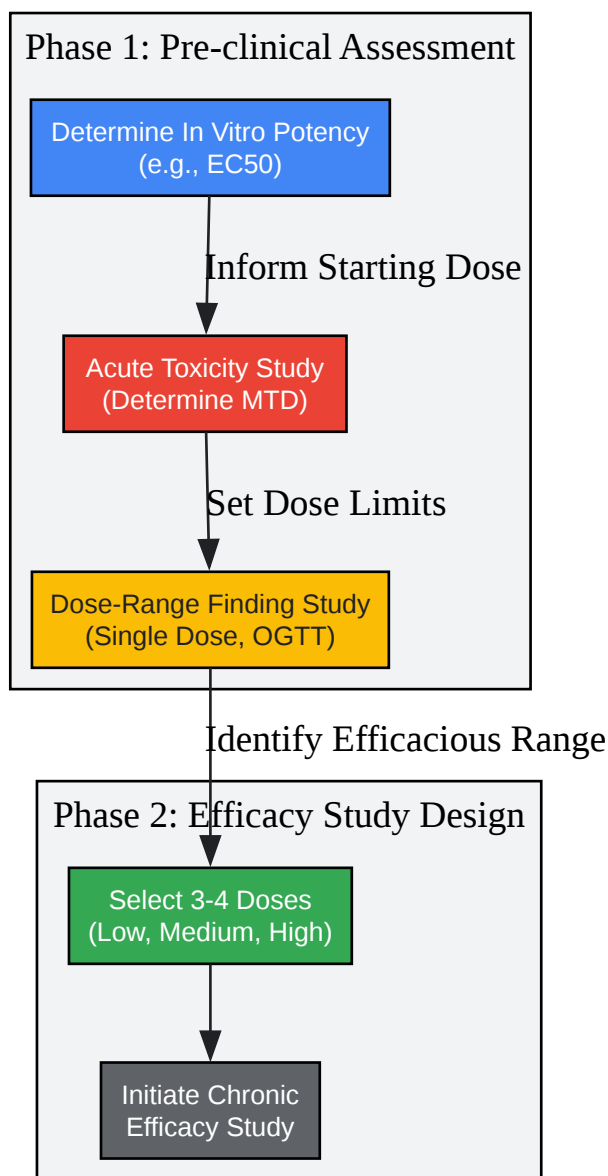 Phase 1: Pre-clinical Assessment
Determine In Vitro Potency
(e.g., EC50)
Inform Starting Dose
Acute Toxicity Study
(Determine MTD)
Set Dose Limits
Dose-Range Finding Study
(Single Dose, OGTT)
Identify Efficacious Range
Phase 2: Efficacy Study Design
Select 3-4 Doses
(Low, Medium, High)
Initiate Chronic
Efficacy Study